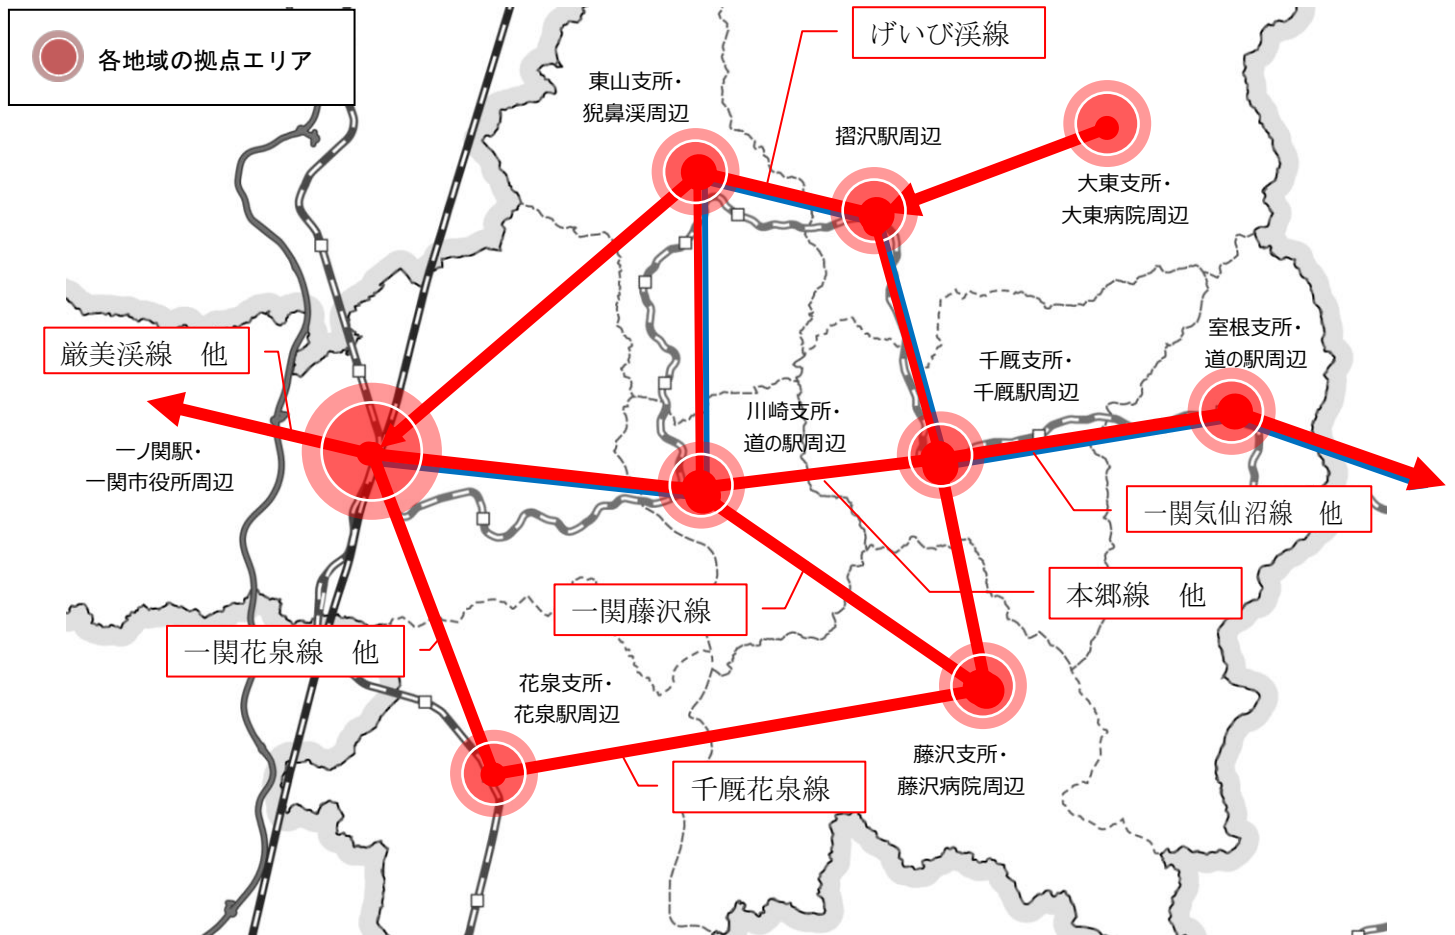 各地域の拠点エリア
げいび渓線
東山支所・
猊鼻渓周辺
摺沢駅周辺
大東支所・
大東病院周辺
厳美渓線　他
室根支所・
道の駅周辺
千厩支所・
千厩駅周辺
川崎支所・
道の駅周辺
一ノ関駅・
一関市役所周辺
一関気仙沼線　他
一関藤沢線
本郷線　他
一関花泉線　他
花泉支所・
花泉駅周辺
藤沢支所・
藤沢病院周辺
千厩花泉線